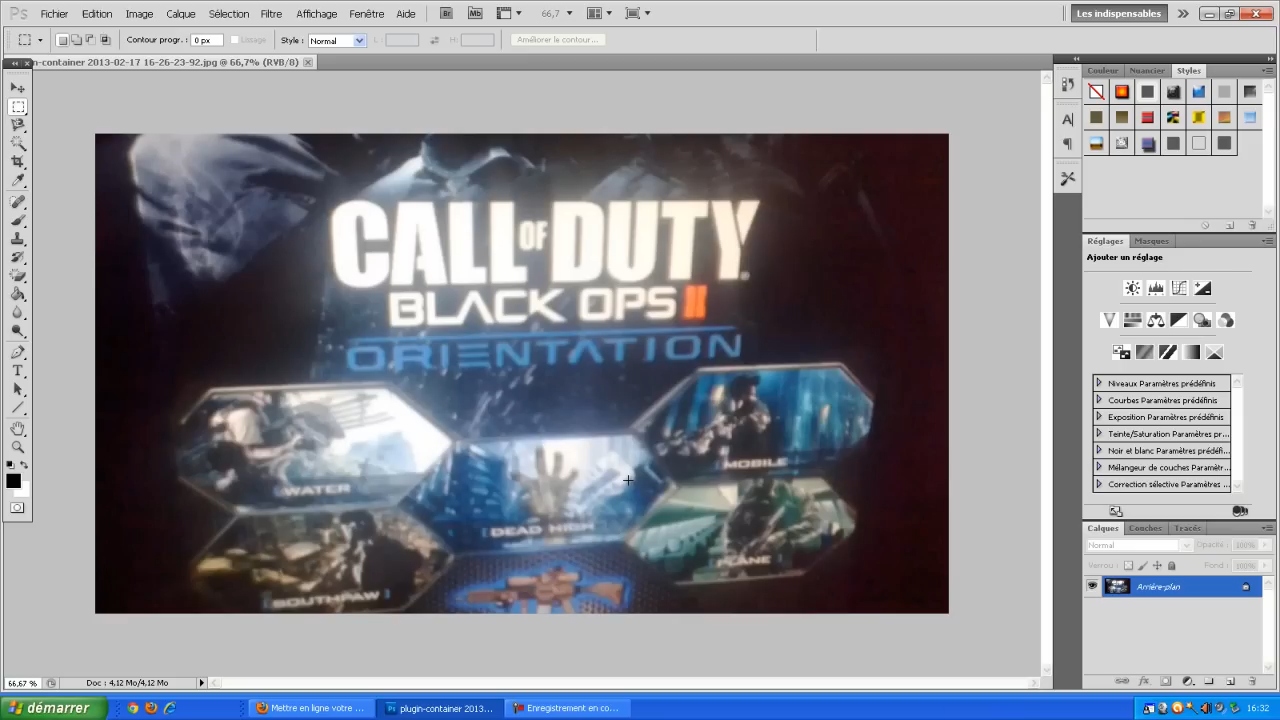 Ps Fichier Edition Image Calque Sélection Filtre Affichage Fenêtre Aide Br Mb 66,7 Les indispensables
Contour progr. : 0 px Lissage Style : Normal L : H : Améliorer le contour...
n-container 2013-02-17 16-26-23-92.jpg @ 66,7% (RVB/8)
Couleur Nuancier Styles
CALL OF DUTY
BLACK OPS II
ORIENTATION
WATER
DEAD HIGH
MOBILE
PLANE
SOUTHPAW
Réglages Masques
Ajouter un réglage
Niveaux Paramètres prédéfinis
Courbes Paramètres prédéfinis
Exposition Paramètres prédéfinis
Teinte/Saturation Paramètres pr...
Noir et blanc Paramètres prédéfi...
Mélangeur de couches Paramètr...
Correction sélective Paramètres ...
Calques Couches Tracés
Normal Opacité : 100%
Verrou : Fond : 100%
Arrière-plan
66,67 % Doc : 4,12 Mo/4,12 Mo
démarrer Mettre en ligne votre ... plugin-container 2013... Enregistrement en co... 16:32